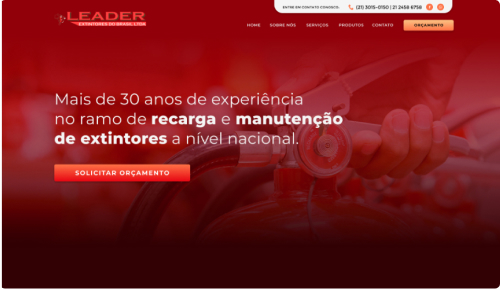 ENTRE EM CONTATO CONOSCO:
(21) 3015-0150 | 21 2458 6758
LEADER
EXTINTORES DO BRASIL LTDA
HOME
SOBRE NÓS
SERVIÇOS
PRODUTOS
CONTATO
ORÇAMENTO
Mais de 30 anos de experiência
no ramo de recarga e manutenção
de extintores a nível nacional.
SOLICITAR ORÇAMENTO